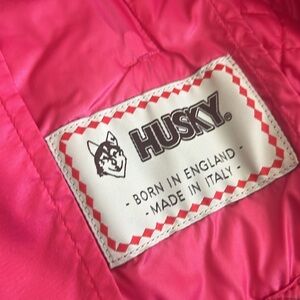 HUSKY®
- BORN IN ENGLAND -
- MADE IN ITALY -